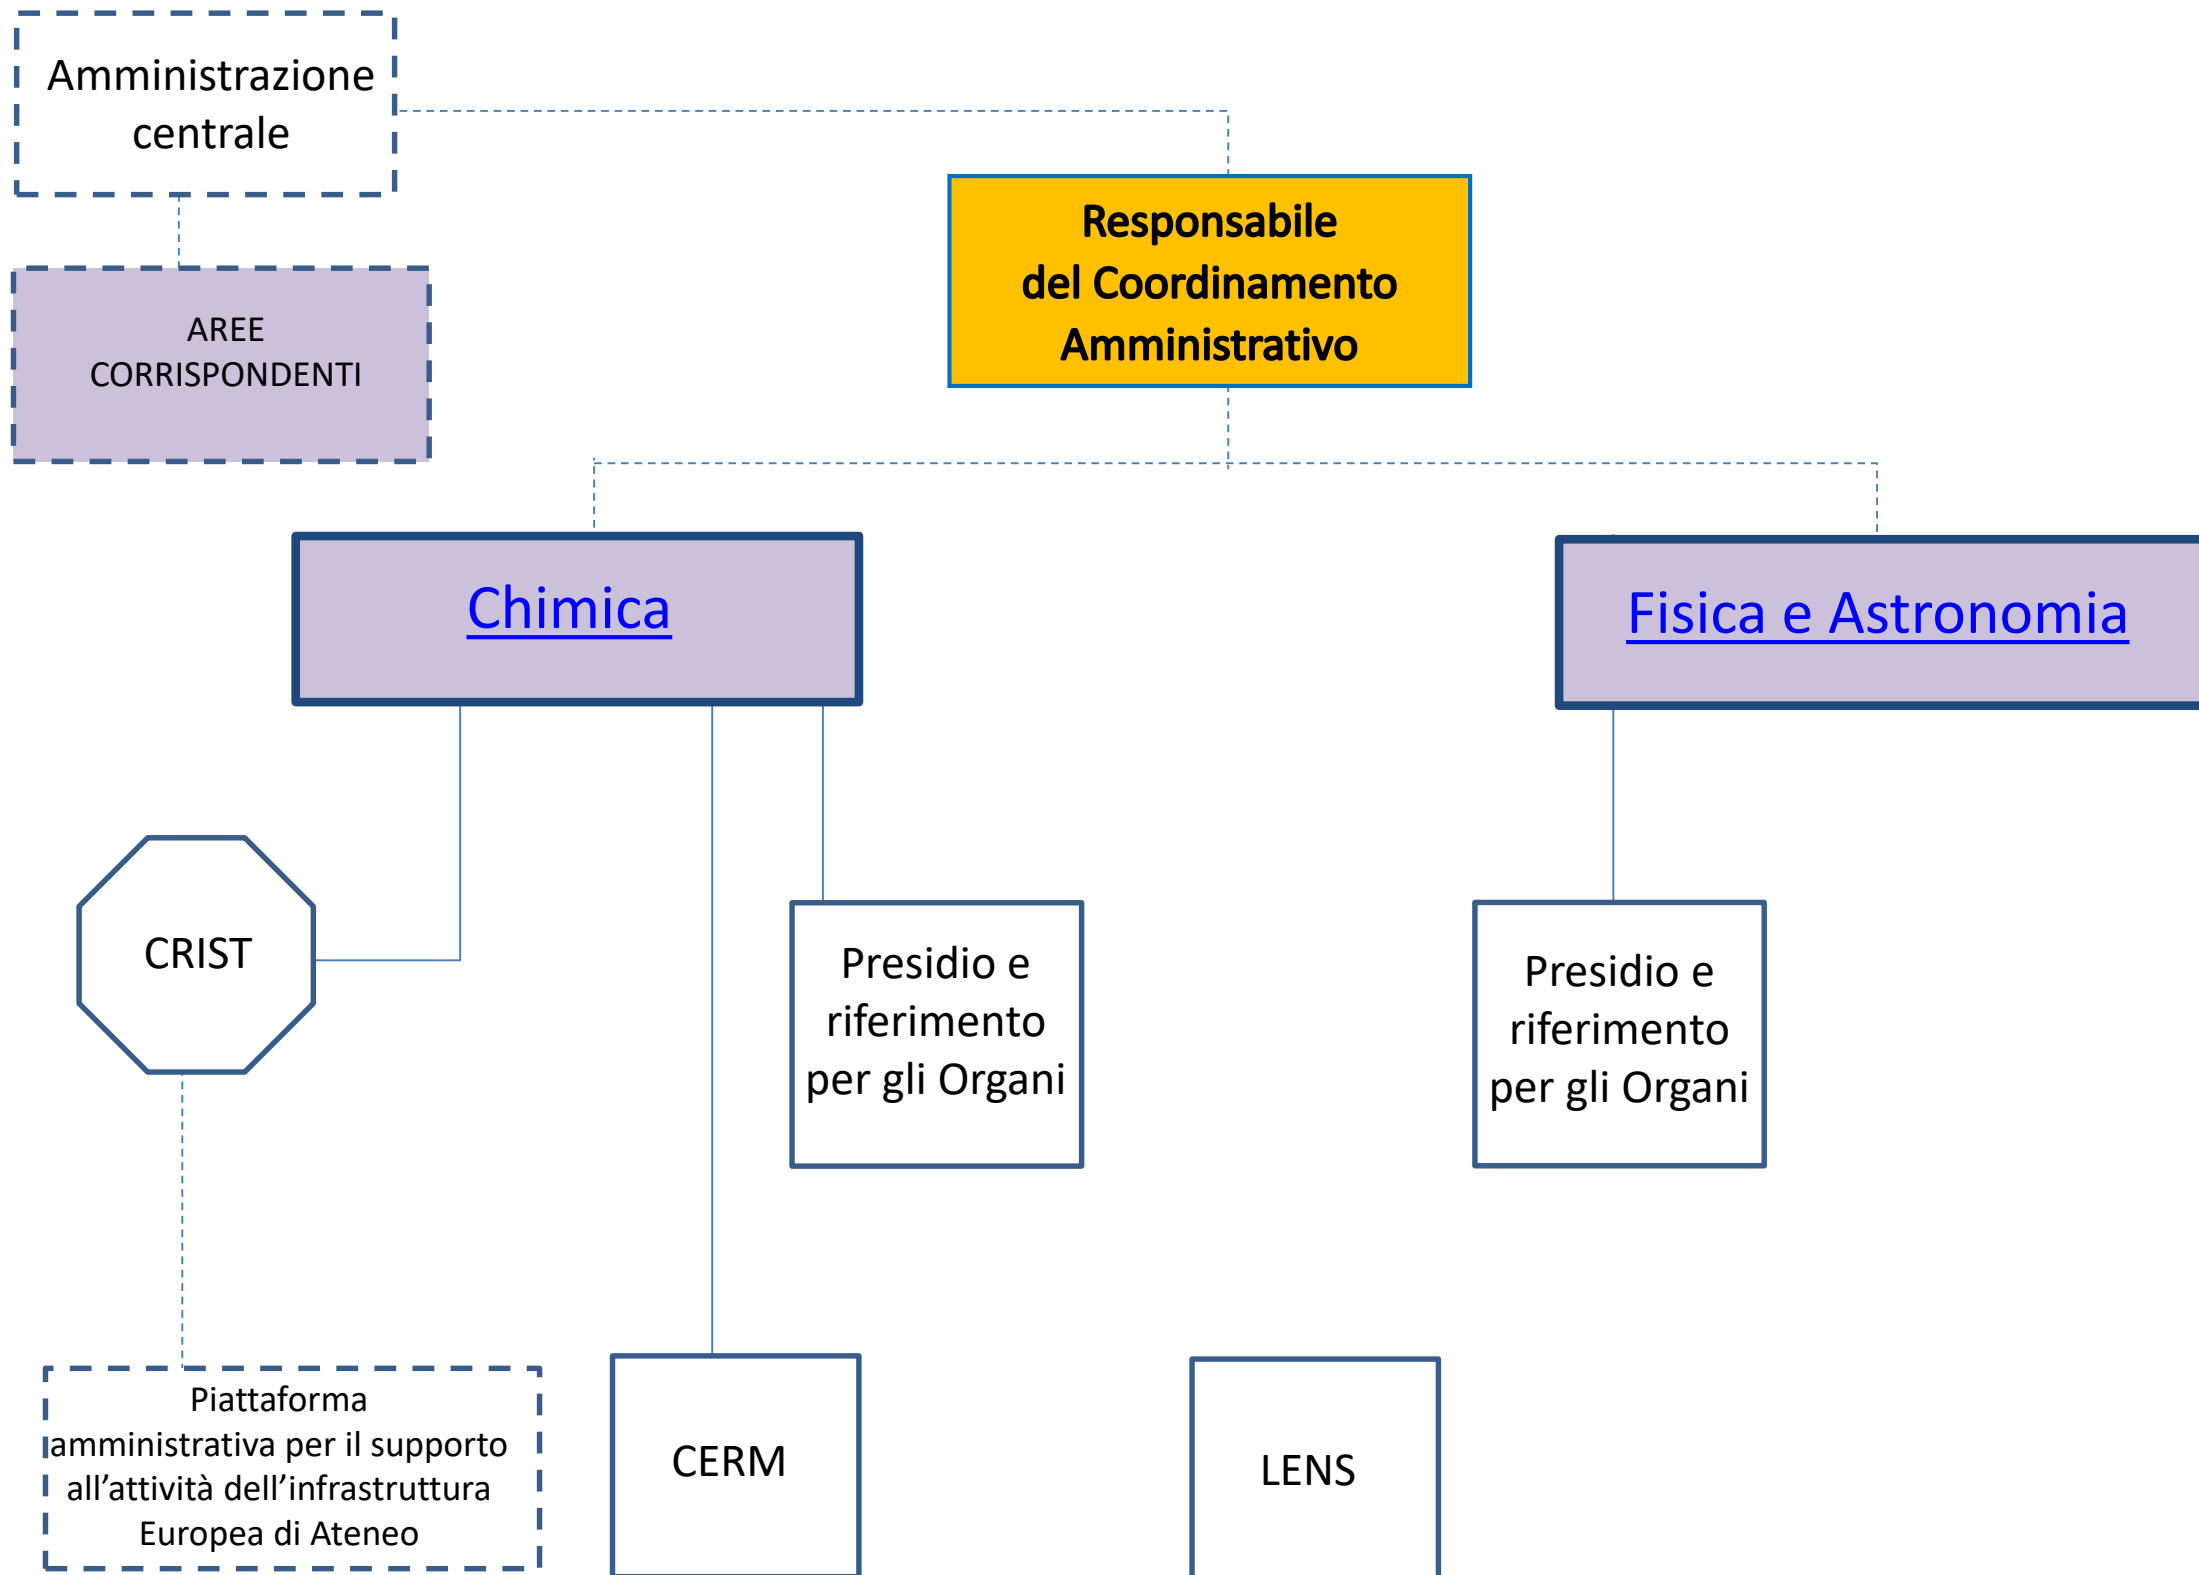 Amministrazione
centrale
Responsabile
del Coordinamento
Amministrativo
AREE
CORRISPONDENTI
Chimica
Fisica e Astronomia
CRIST
Presidio e
riferimento
per gli Organi
Presidio e
riferimento
per gli Organi
Piattaforma
amministrativa per il supporto
all’attività dell’infrastruttura
Europea di Ateneo
CERM
LENS